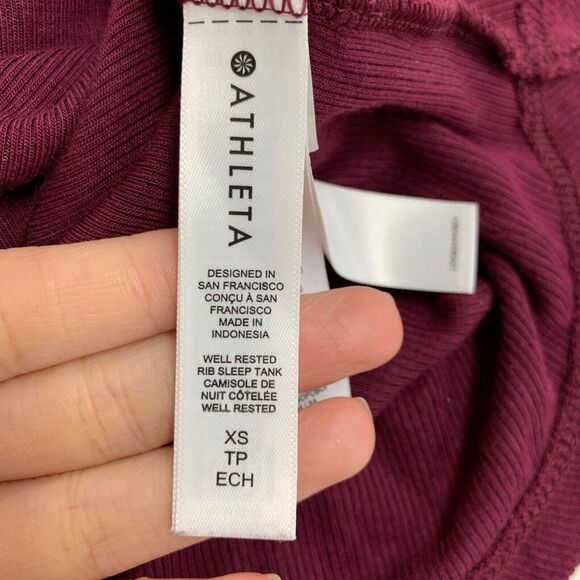 ATHLETA
DESIGNED IN
SAN FRANCISCO
CONÇU À SAN
FRANCISCO
MADE IN
INDONESIA
WELL RESTED
RIB SLEEP TANK
CAMISOLE DE
NUIT CÔTELÉE
WELL RESTED
XS
TP
ECH